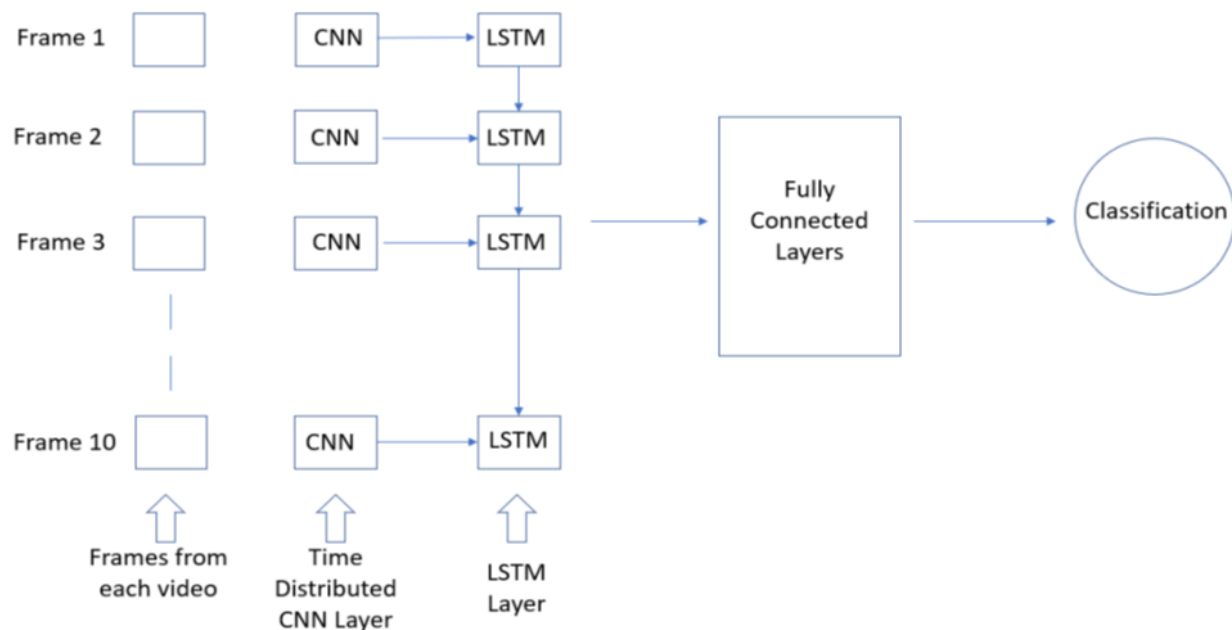 Frame 1
CNN
LSTM
Frame 2
CNN
LSTM
Frame 3
CNN
LSTM
Frame 10
CNN
LSTM
Fully
Connected
Layers
Classification
Frames from
each video
Time
Distributed
CNN Layer
LSTM
Layer